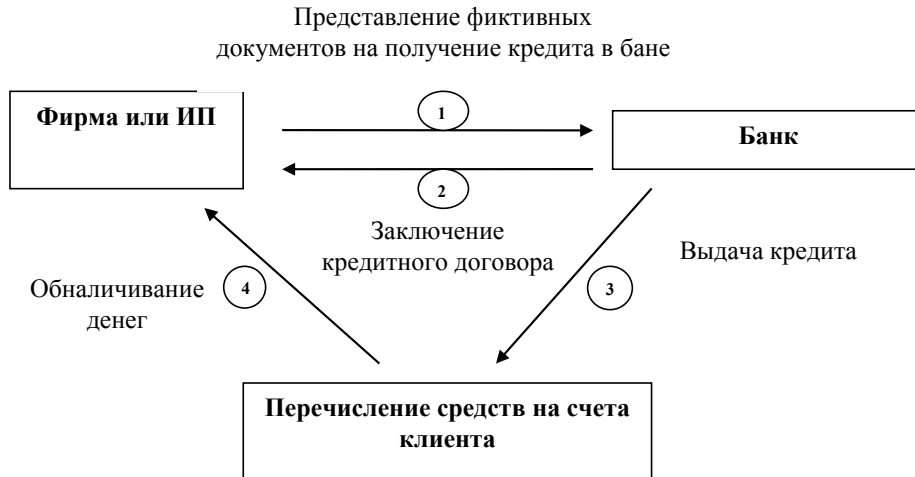 Представление фиктивных
документов на получение кредита в бане
1
Фирма или ИП
Банк
2
Заключение
кредитного договора
Выдача кредита
3
4
Обналичивание
денег
Перечисление средств на счета
клиента